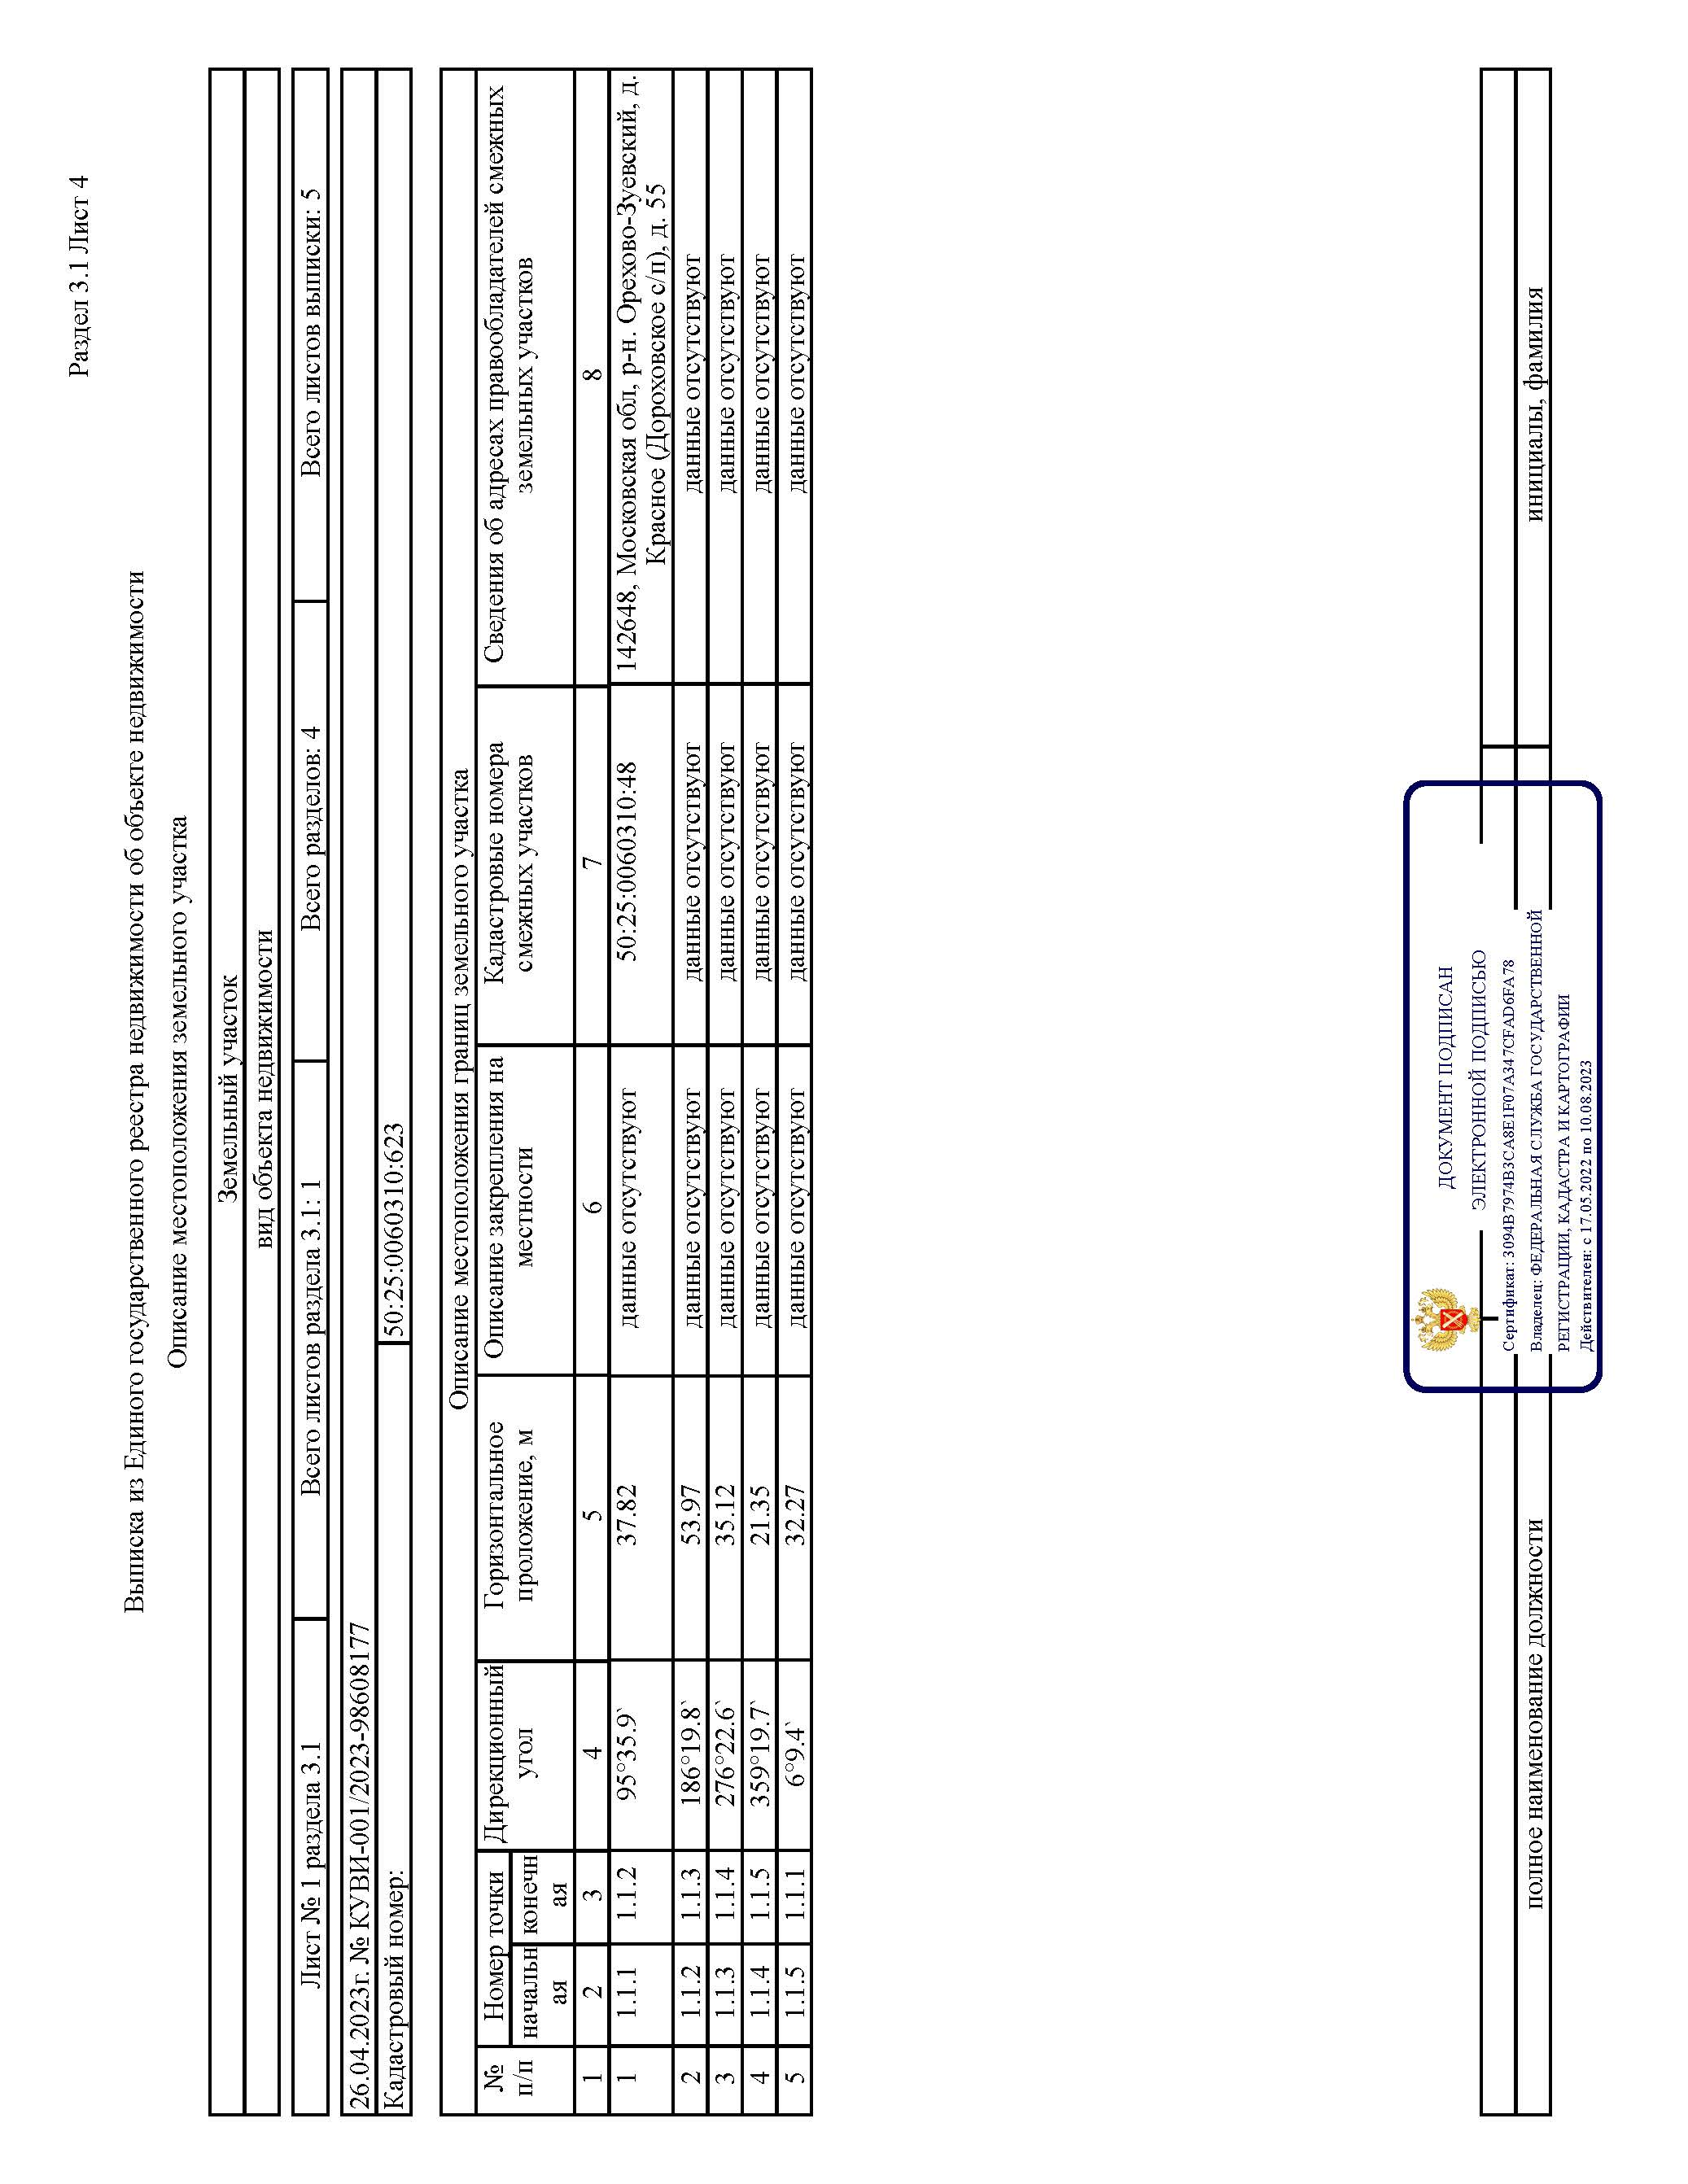 Раздел 3.1 Лист 4
Выписка из Единого государственного реестра недвижимости об объекте недвижимости
Описание местоположения земельного участка
Земельный участок
вид объекта недвижимости
Лист № 1 раздела 3.1 Всего листов раздела 3.1: 1 Всего разделов: 4 Всего листов выписки: 5
26.04.2023г. № КУВИ-001/2023-98608177
Кадастровый номер: 50:25:0060310:623
Описание местоположения границ земельного участка
№ Номер точки Дирекционный Горизонтальное Описание закрепления на Кадастровые номера Сведения об адресах правообладателей смежных
п/п начальн конечн угол проложение, м местности смежных участков земельных участков
ая ая
1 2 3 4 5 6 7 8
1 1.1.1 1.1.2 95°35.9` 37.82 данные отсутствуют 50:25:0060310:48 142648, Московская обл, р-н. Орехово-Зуевский, д.
Красное (Дороховское с/п), д. 55
2 1.1.2 1.1.3 186°19.8` 53.97 данные отсутствуют данные отсутствуют данные отсутствуют
3 1.1.3 1.1.4 276°22.6` 35.12 данные отсутствуют данные отсутствуют данные отсутствуют
4 1.1.4 1.1.5 359°19.7` 21.35 данные отсутствуют данные отсутствуют данные отсутствуют
5 1.1.5 1.1.1 6°9.4` 32.27 данные отсутствуют данные отсутствуют данные отсутствуют
ДОКУМЕНТ ПОДПИСАН
ЭЛЕКТРОННОЙ ПОДПИСЬЮ
Сертификат: 3094B7974B3CA8E1F07A347CFAD6FA78
Владелец: ФЕДЕРАЛЬНАЯ СЛУЖБА ГОСУДАРСТВЕННОЙ
РЕГИСТРАЦИИ, КАДАСТРА И КАРТОГРАФИИ
Действителен: с 17.05.2022 по 10.08.2023
полное наименование должности инициалы, фамилия